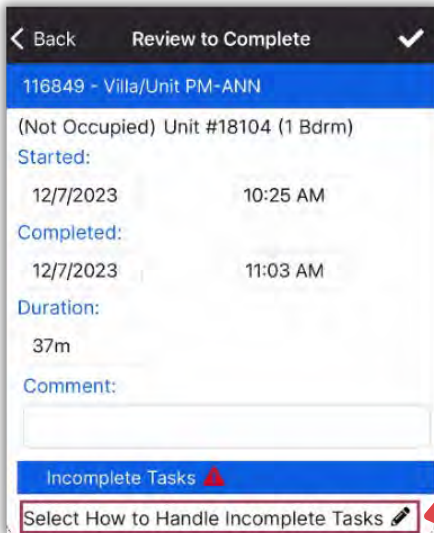 Back Review to Complete
116849 - Villa/Unit PM-ANN
(Not Occupied) Unit #18104 (1 Bdrm)
Started:
12/7/2023 10:25 AM
Completed:
12/7/2023 11:03 AM
Duration:
37m
Comment:
Incomplete Tasks
Select How to Handle Incomplete Tasks